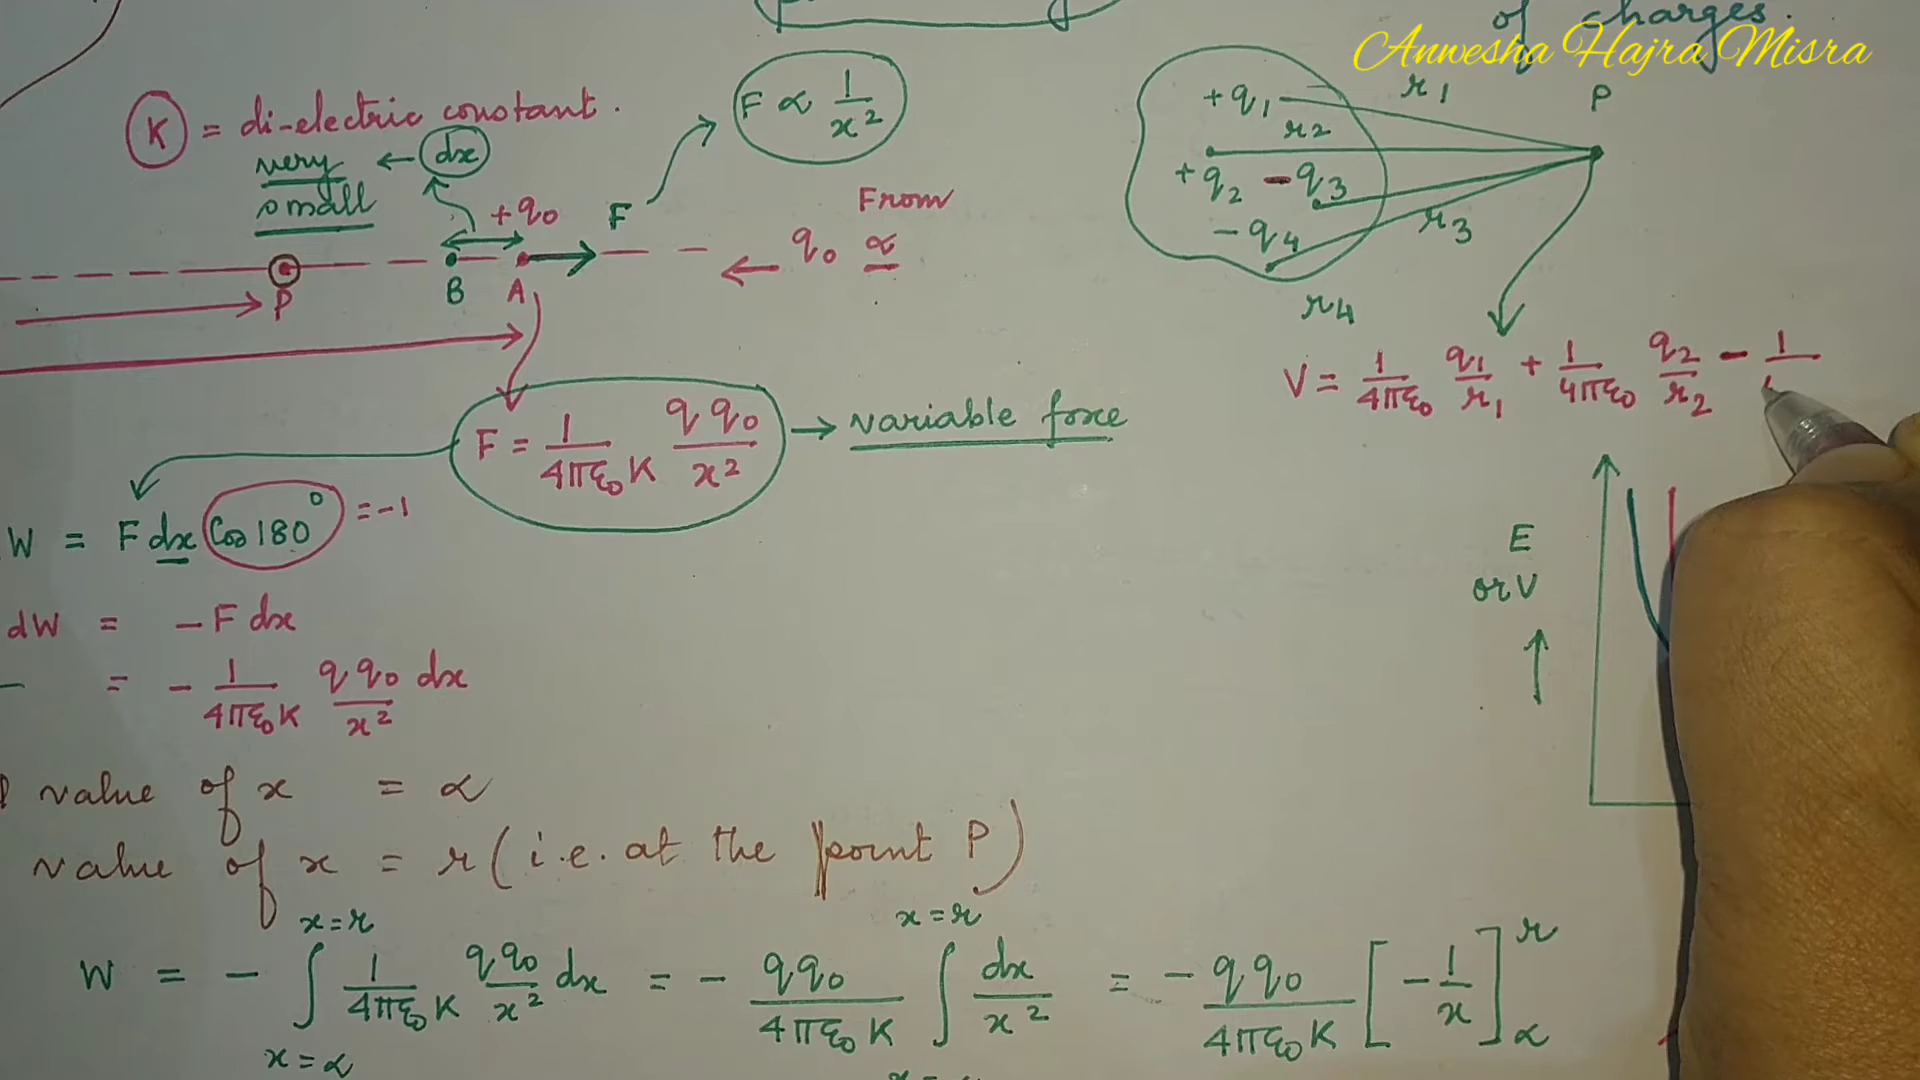 of charges.
Anwesha Hajra Misra
K = di-electric constant.
very ← dx
small
F ∝ 1/x²
+q₀
F
From
q₀ α
P
B
A
F = 1/4πε₀K qq₀/x² → variable force
W = F dx Cos 180° = -1
dW = - F dx
= - 1/4πε₀K qq₀/x² dx
value of x = α
value of x = r (i.e. at the point P)
W = - ∫ 1/4πε₀K qq₀/x² dx = - qq₀/4πε₀K ∫ dx/x² = - qq₀/4πε₀K [-1/x]
x=r
x=α
x=r
r
α
+q₁
r₁
P
r₂
+q₂
-q₃
r₃
-q₄
r₄
V = 1/4πε₀ q₁/r₁ + 1/4πε₀ q₂/r₂ - 1
E
or V